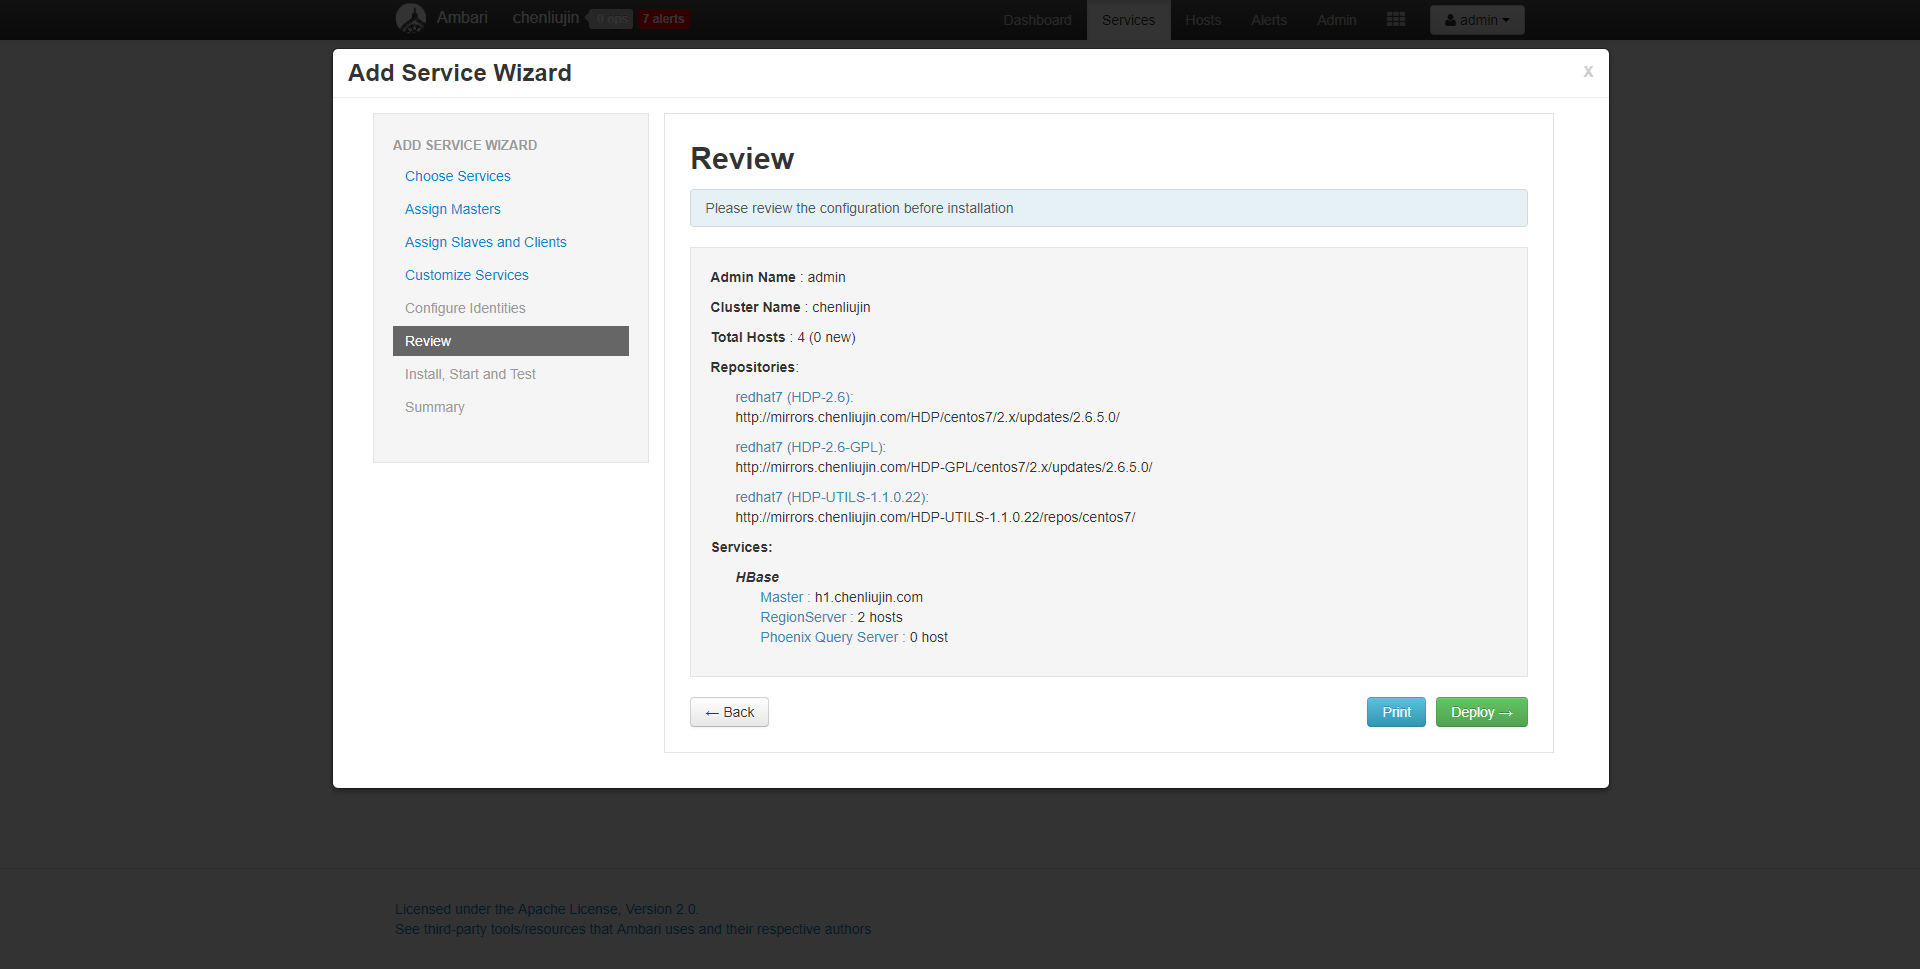 Ambari chenliujin 0 ops 7 alerts Dashboard Services Hosts Alerts Admin admin
Add Service Wizard x
ADD SERVICE WIZARD
Choose Services
Assign Masters
Assign Slaves and Clients
Customize Services
Configure Identities
Review
Install, Start and Test
Summary
Review
Please review the configuration before installation
Admin Name : admin
Cluster Name : chenliujin
Total Hosts : 4 (0 new)
Repositories:
redhat7 (HDP-2.6):
http://mirrors.chenliujin.com/HDP/centos7/2.x/updates/2.6.5.0/
redhat7 (HDP-2.6-GPL):
http://mirrors.chenliujin.com/HDP-GPL/centos7/2.x/updates/2.6.5.0/
redhat7 (HDP-UTILS-1.1.0.22):
http://mirrors.chenliujin.com/HDP-UTILS-1.1.0.22/repos/centos7/
Services:
HBase
Master : h1.chenliujin.com
RegionServer : 2 hosts
Phoenix Query Server : 0 host
← Back Print Deploy →
Licensed under the Apache License, Version 2.0.
See third-party tools/resources that Ambari uses and their respective authors